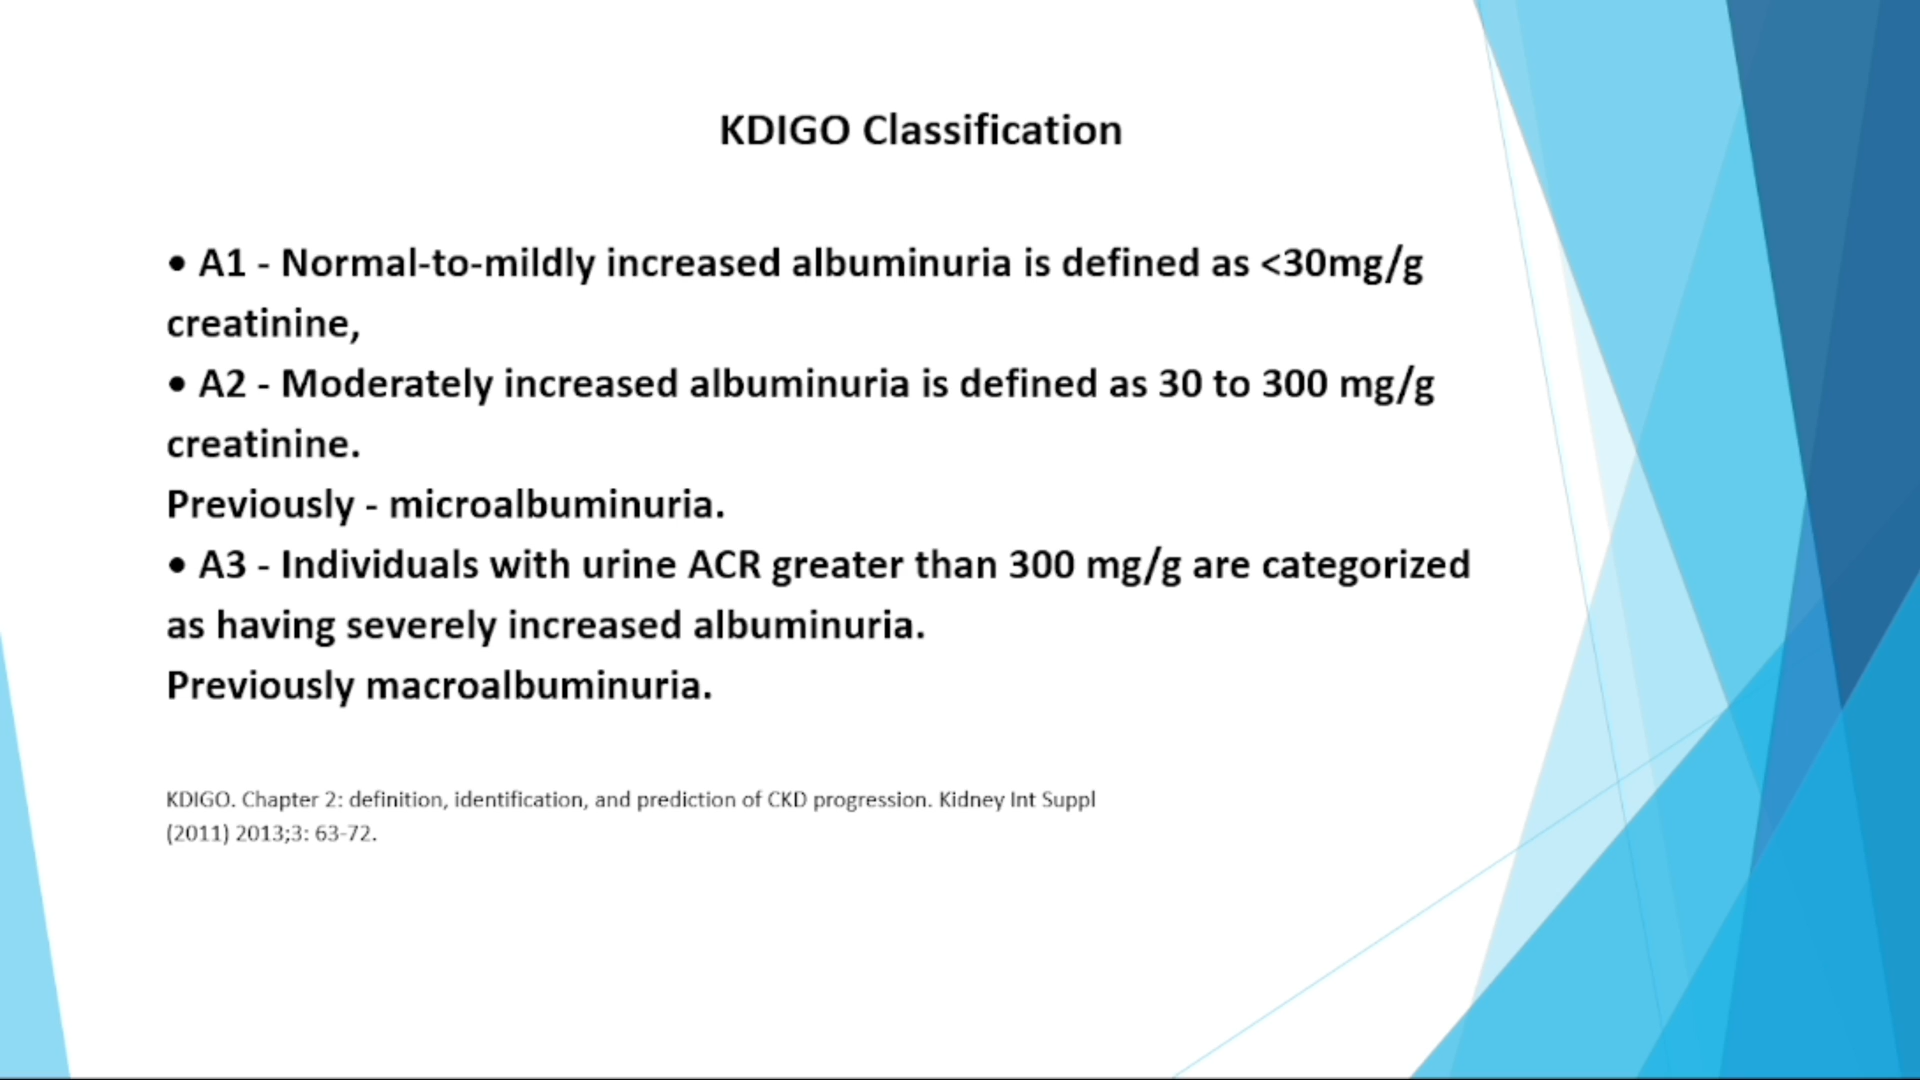 KDIGO Classification
• A1 - Normal-to-mildly increased albuminuria is defined as <30mg/g
creatinine,
• A2 - Moderately increased albuminuria is defined as 30 to 300 mg/g
creatinine.
Previously - microalbuminuria.
• A3 - Individuals with urine ACR greater than 300 mg/g are categorized
as having severely increased albuminuria.
Previously macroalbuminuria.
KDIGO. Chapter 2: definition, identification, and prediction of CKD progression. Kidney Int Suppl
(2011) 2013;3: 63-72.